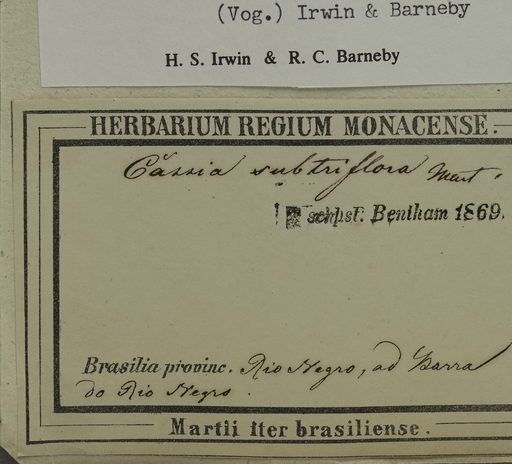 (Vog.) Irwin & Barneby
H. S. Irwin & R. C. Barneby
HERBARIUM REGIUM MONACENSE.
Cassia subtriflora Mart.
Bentham 1869.
Brasilia provinc. Rio Negro, ad Barra
do Rio Negro.
Martii Iter brasiliense.